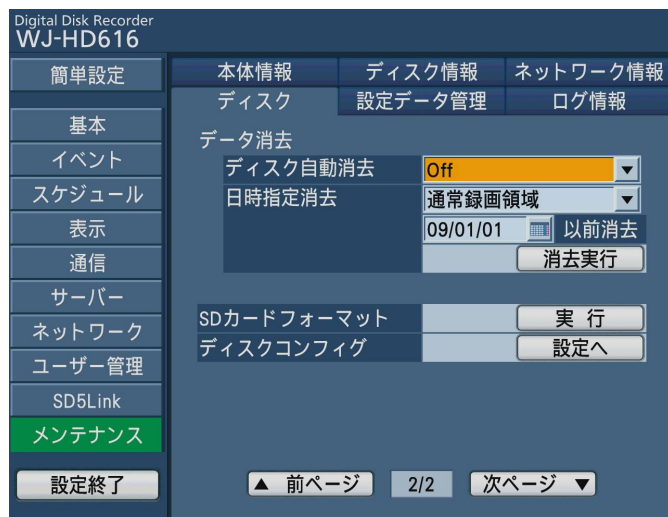 Digital Disk Recorder
WJ-HD616
簡単設定
基本
イベント
スケジュール
表示
通信
サーバー
ネットワーク
ユーザー管理
SD5Link
メンテナンス
設定終了
本体情報 ディスク情報 ネットワーク情報
ディスク 設定データ管理 ログ情報
データ消去
ディスク自動消去 Off ▼
日時指定消去 通常録画領域 ▼
09/01/01 以前消去
消去実行
SDカードフォーマット 実 行
ディスクコンフィグ 設定へ
▲ 前ページ 2/2 次ページ ▼